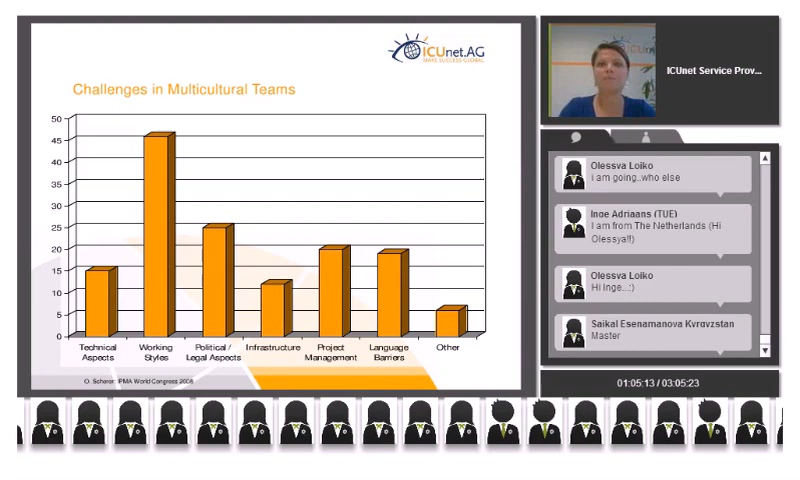 ICUnet.AG
MAKE SUCCESS GLOBAL.
Challenges in Multicultural Teams
50
45
40
35
30
25
20
15
10
5
0
Technical
Aspects
Working
Styles
Political /
Legal Aspects
Infrastructure
Project
Management
Language
Barriers
Other
O. Scherer: IPMA World Congress 2008
ICUnet Service Prov...
Olessya Loiko
i am going..who else
Inge Adriaans (TUE)
I am from The Netherlands (Hi
Olessya!!)
Olessya Loiko
Hi Inge...:)
Saikal Esenamanova Kyrgyzstan
Master
01:05:13 / 03:05:23